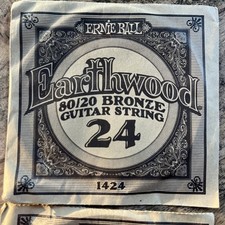 ERNIE BALL
Earthwood
80/20 BRONZE
GUITAR STRING
24
1424